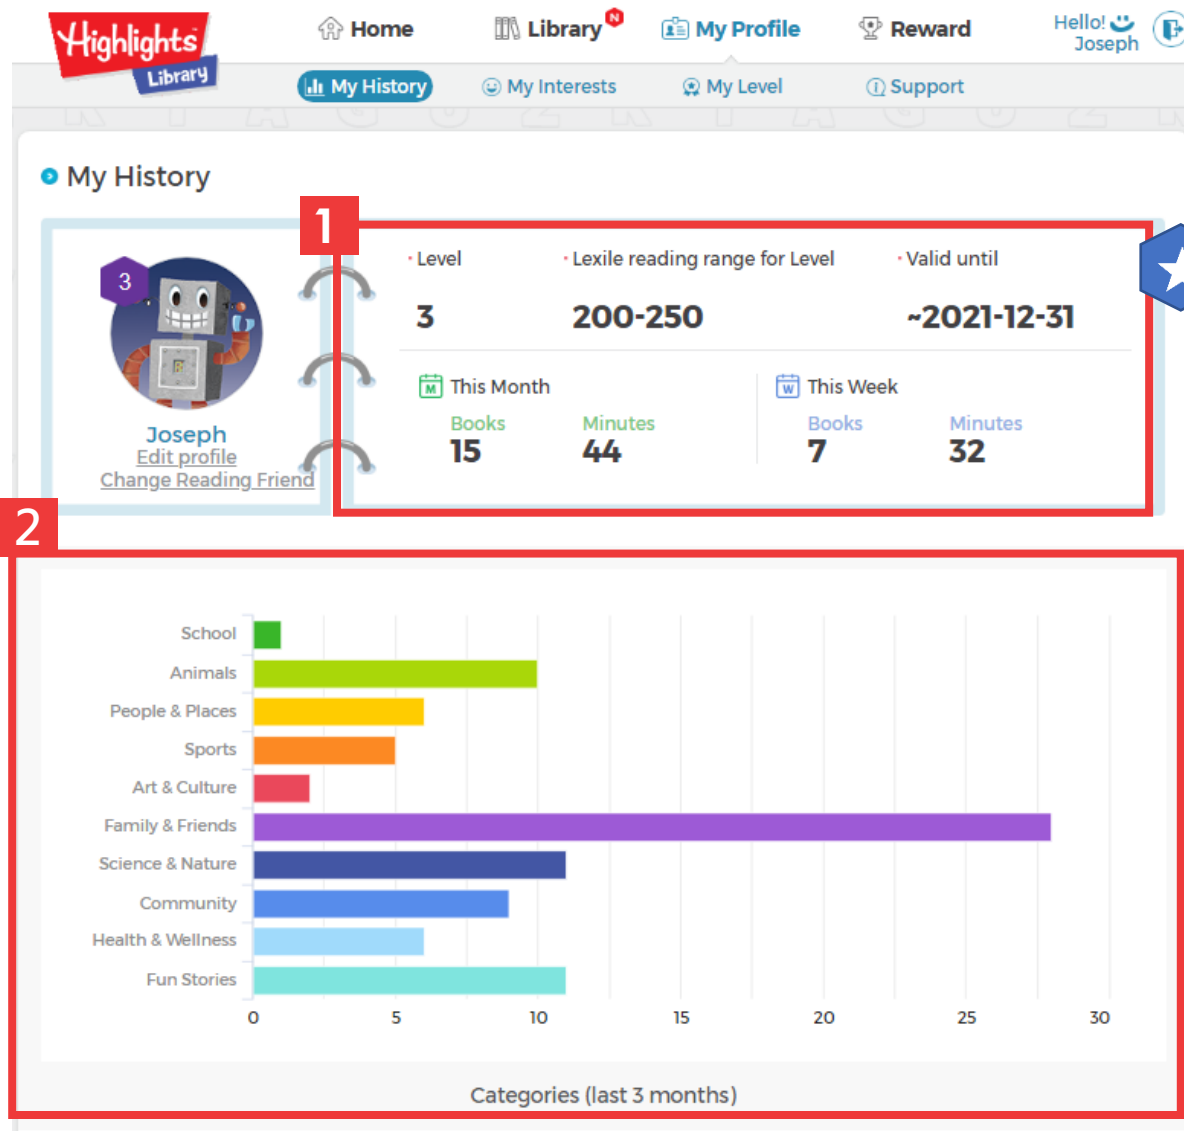 Highlights
Library
Home
Library
N
My Profile
Reward
Hello!
Joseph
My History
My Interests
My Level
Support
My History
1
3
Joseph
Edit profile
Change Reading Friend
Level
Lexile reading range for Level
Valid until
3
200-250
~2021-12-31
M This Month
W This Week
Books
Minutes
Books
Minutes
15
44
7
32
2
School
Animals
People & Places
Sports
Art & Culture
Family & Friends
Science & Nature
Community
Health & Wellness
Fun Stories
0 5 10 15 20 25 30
Categories (last 3 months)